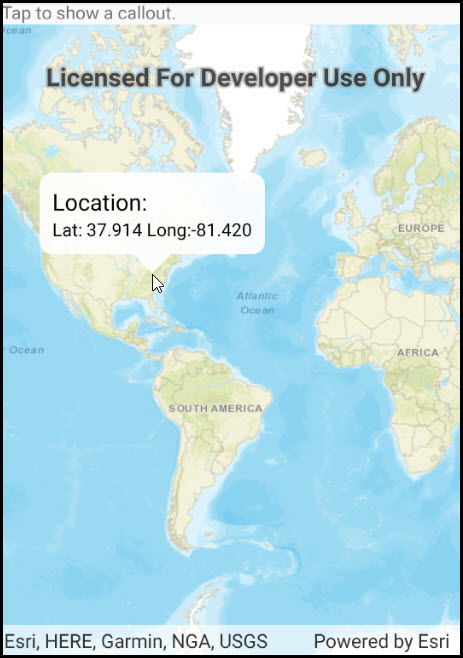 Tap to show a callout.
cean
Licensed For Developer Use Only
Location:
Lat: 37.914 Long:-81.420
EUROPE
Atlantic
Ocean
Ocean
AFRICA
SOUTH AMERICA
Esri, HERE, Garmin, NGA, USGS Powered by Esri